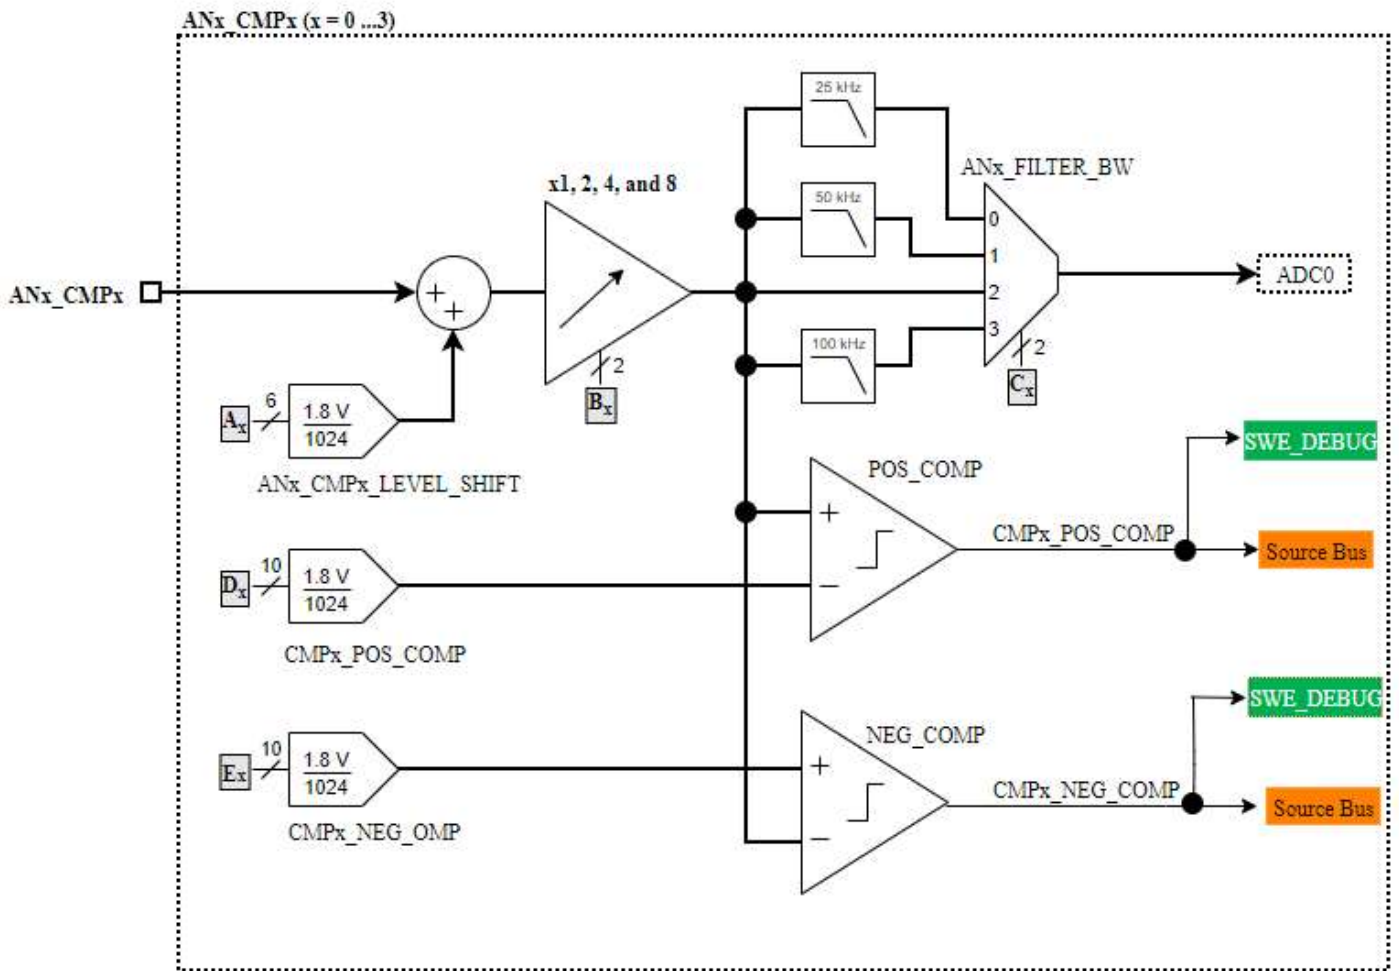 ANx_CMPx (x = 0 ...3)
25 kHz
ANx_FILTER_BW
x1, 2, 4, and 8
50 kHz
0
1
ANx_CMPx
+
+
2
ADC0
3
100 kHz
2
2
Bx
Cx
6
Ax
1.8 V
1024
ANx_CMPx_LEVEL_SHIFT
SWE_DEBUG
POS_COMP
+
CMPx_POS_COMP
Source Bus
10
Dx
1.8 V
1024
−
CMPx_POS_COMP
SWE_DEBUG
NEG_COMP
10
Ex
1.8 V
1024
+
CMPx_NEG_COMP
Source Bus
CMPx_NEG_OMP
−